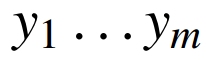 y₁ . . . yₘ